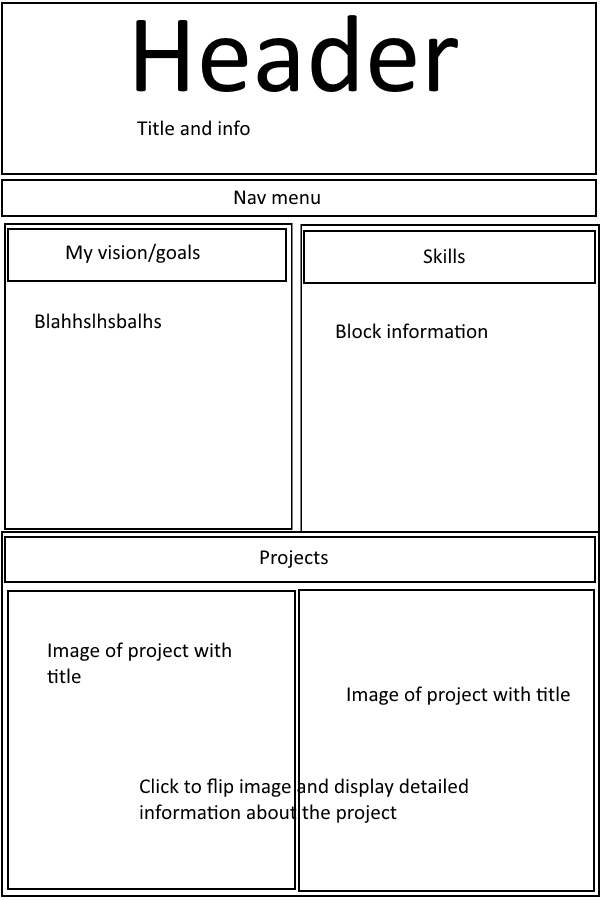 Header
Title and info
Nav menu
My vision/goals
Skills
Blahhslhsbalhs
Block information
Projects
Image of project with
title
Image of project with title
Click to flip image and display detailed
information about the project